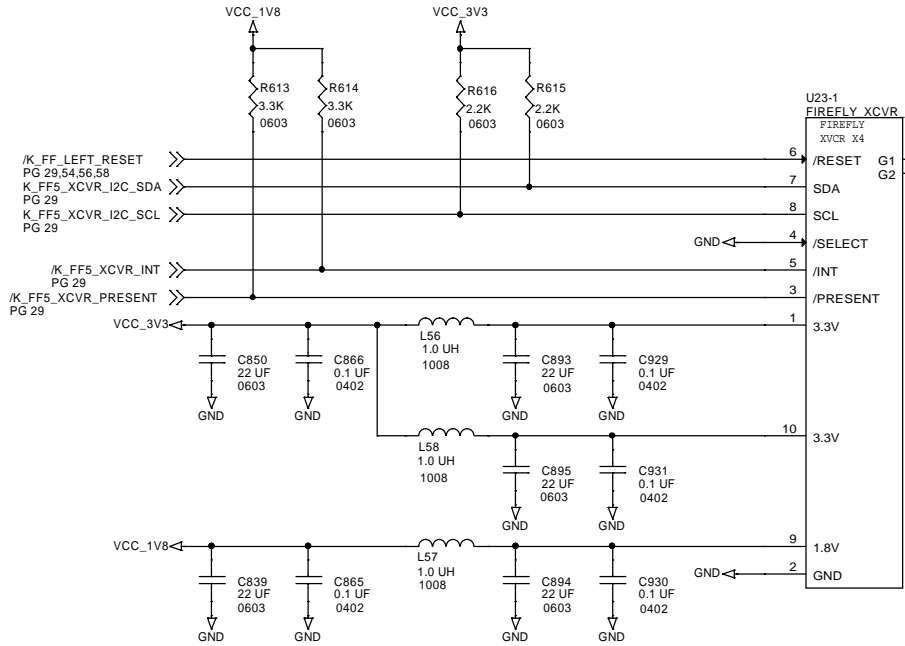 VCC_1V8
VCC_3V3
R613
3.3K
0603
R614
3.3K
0603
R616
2.2K
0603
R615
2.2K
0603
U23-1
FIREFLY_XCVR
FIREFLY
XVCR X4
/K_FF_LEFT_RESET
PG 29,54,56,58
6
/RESET
G1
G2
K_FF5_XCVR_I2C_SDA
PG 29
7
SDA
K_FF5_XCVR_I2C_SCL
PG 29
8
SCL
GND
4
/SELECT
/K_FF5_XCVR_INT
PG 29
5
/INT
/K_FF5_XCVR_PRESENT
PG 29
3
/PRESENT
VCC_3V3
1
3.3V
L56
1.0 UH
1008
C850
22 UF
0603
GND
C866
0.1 UF
0402
GND
C893
22 UF
0603
GND
C929
0.1 UF
0402
GND
10
3.3V
L58
1.0 UH
1008
C895
22 UF
0603
GND
C931
0.1 UF
0402
GND
VCC_1V8
9
1.8V
L57
1.0 UH
1008
GND
2
GND
C839
22 UF
0603
GND
C865
0.1 UF
0402
GND
C894
22 UF
0603
GND
C930
0.1 UF
0402
GND